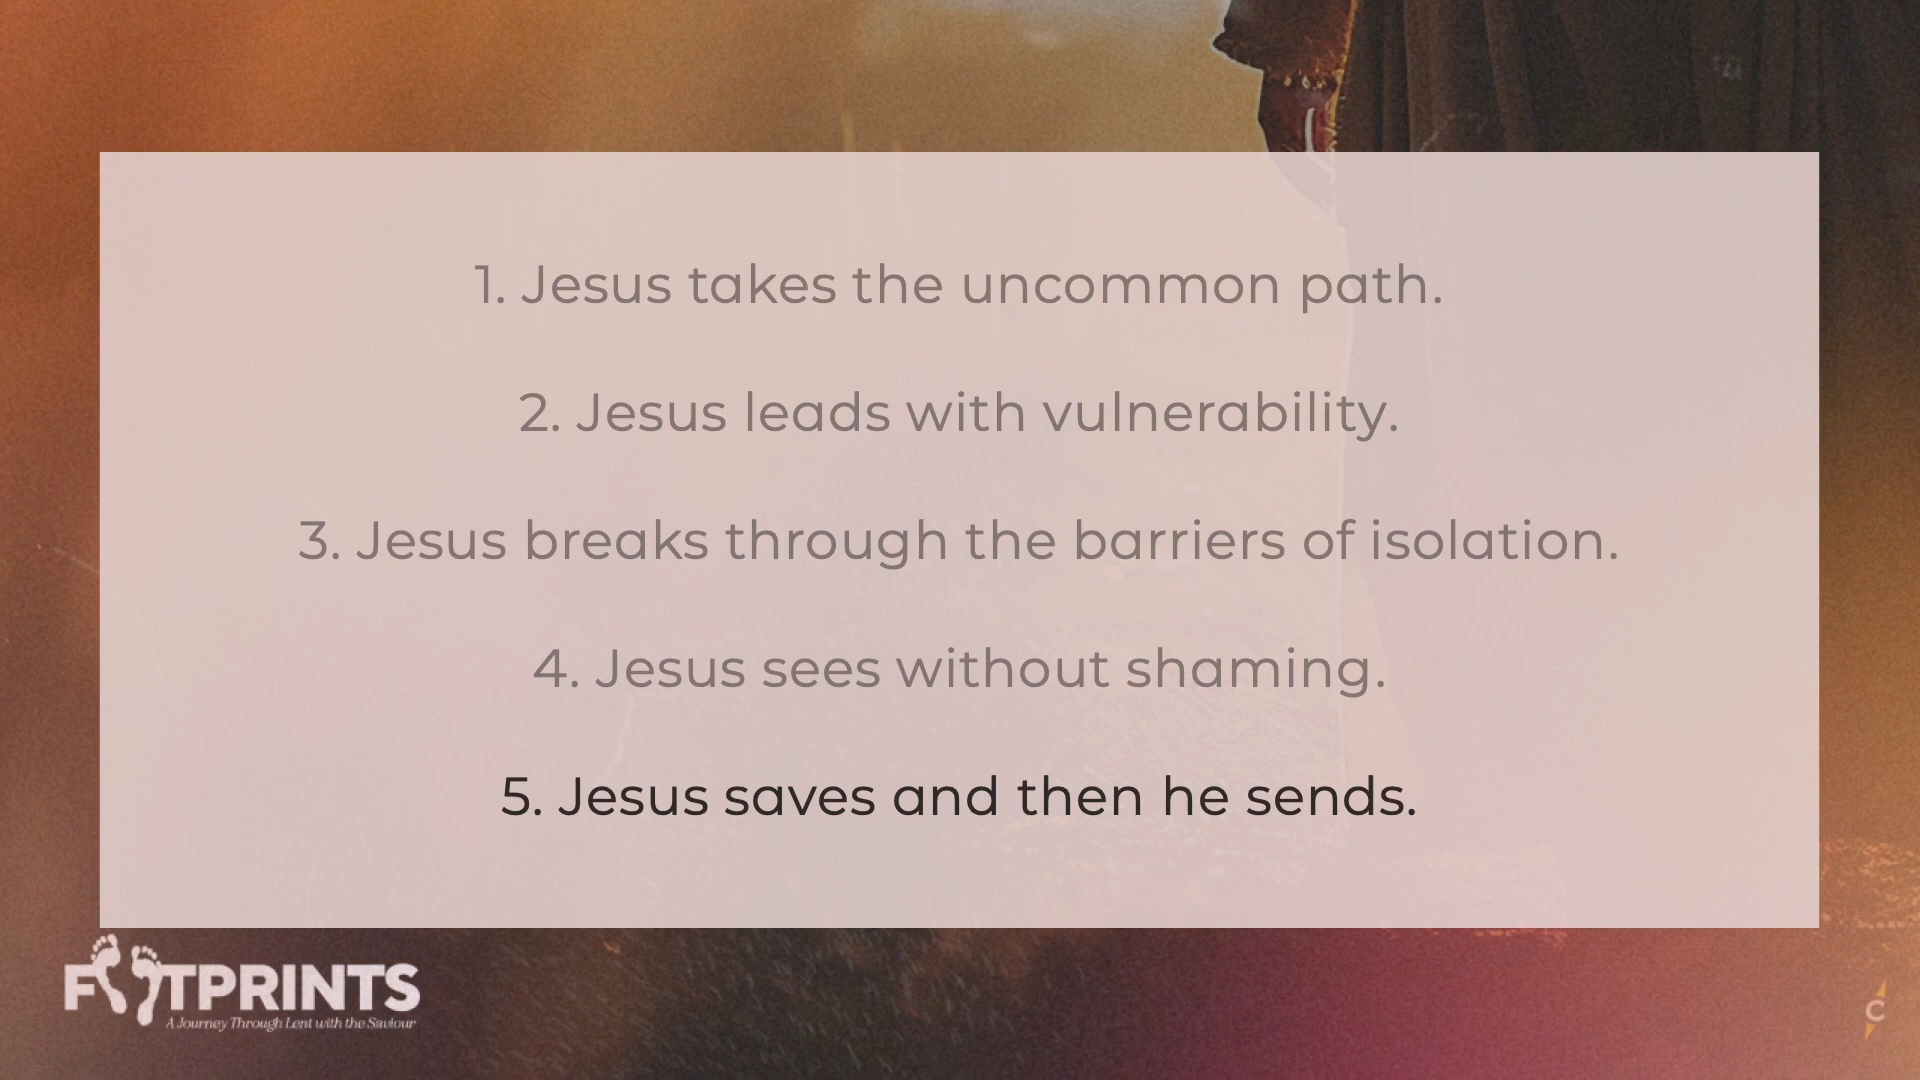 1. Jesus takes the uncommon path.
2. Jesus leads with vulnerability.
3. Jesus breaks through the barriers of isolation.
4. Jesus sees without shaming.
5. Jesus saves and then he sends.
FOOTPRINTS
A Journey Through Lent with the Saviour
C